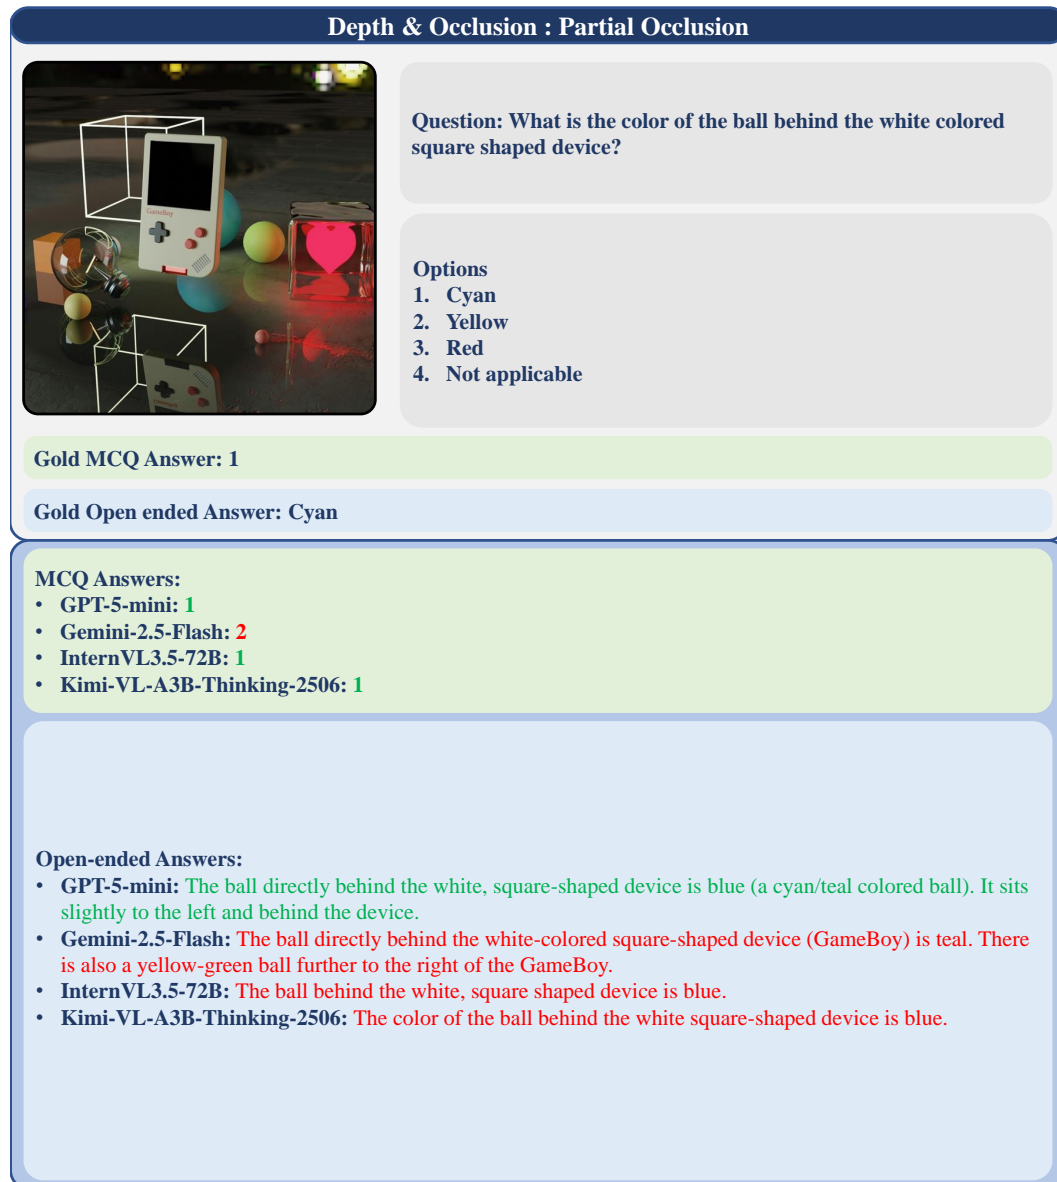 Depth & Occlusion : Partial Occlusion
GameBoy
Question: What is the color of the ball behind the white colored
square shaped device?
Options
1. Cyan
2. Yellow
3. Red
4. Not applicable
Gold MCQ Answer: 1
Gold Open ended Answer: Cyan
MCQ Answers:
• GPT-5-mini: 1
• Gemini-2.5-Flash: 2
• InternVL3.5-72B: 1
• Kimi-VL-A3B-Thinking-2506: 1
Open-ended Answers:
• GPT-5-mini: The ball directly behind the white, square-shaped device is blue (a cyan/teal colored ball). It sits
slightly to the left and behind the device.
• Gemini-2.5-Flash: The ball directly behind the white-colored square-shaped device (GameBoy) is teal. There
is also a yellow-green ball further to the right of the GameBoy.
• InternVL3.5-72B: The ball behind the white, square shaped device is blue.
• Kimi-VL-A3B-Thinking-2506: The color of the ball behind the white square-shaped device is blue.